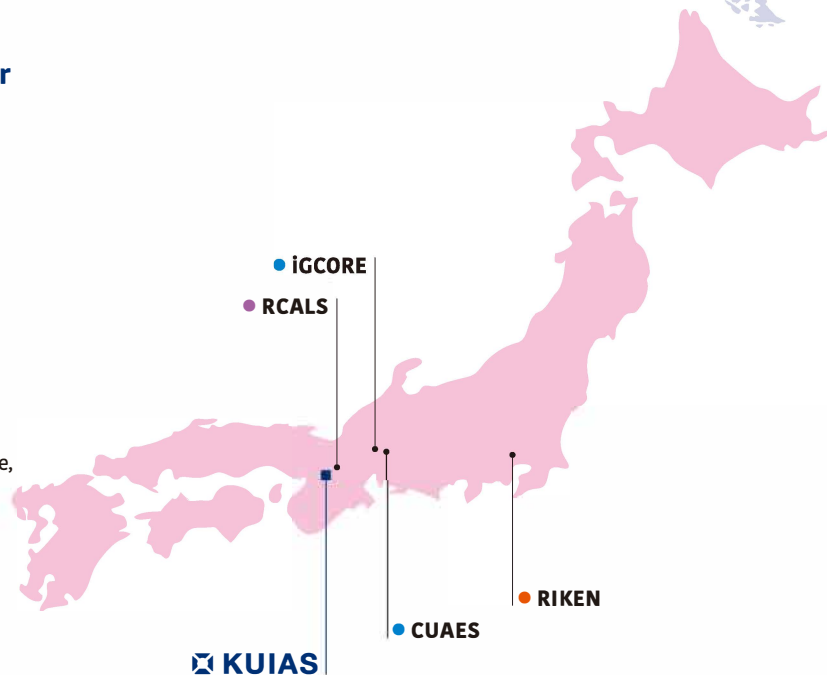 r
iGCORE
RCALS
e,
RIKEN
CUAES
KUIAS